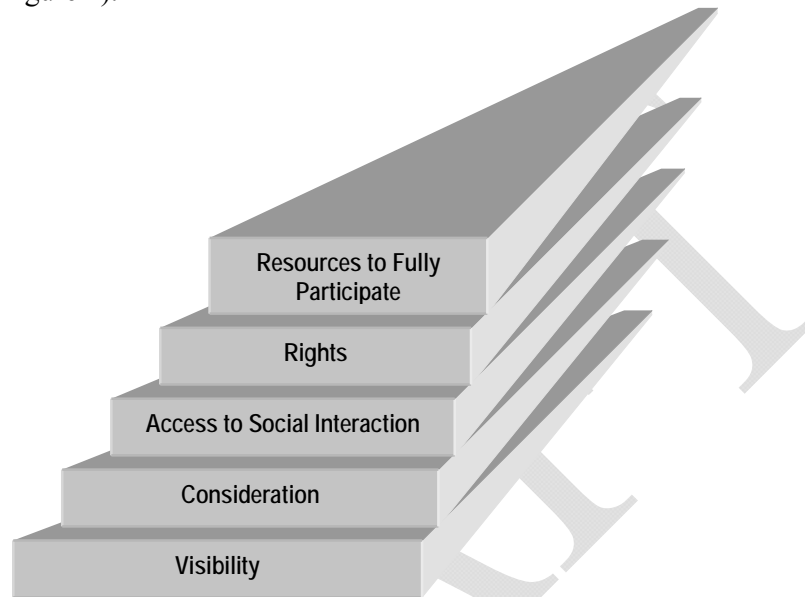 Resources to Fully
Participate
Rights
Access to Social Interaction
Consideration
Visibility